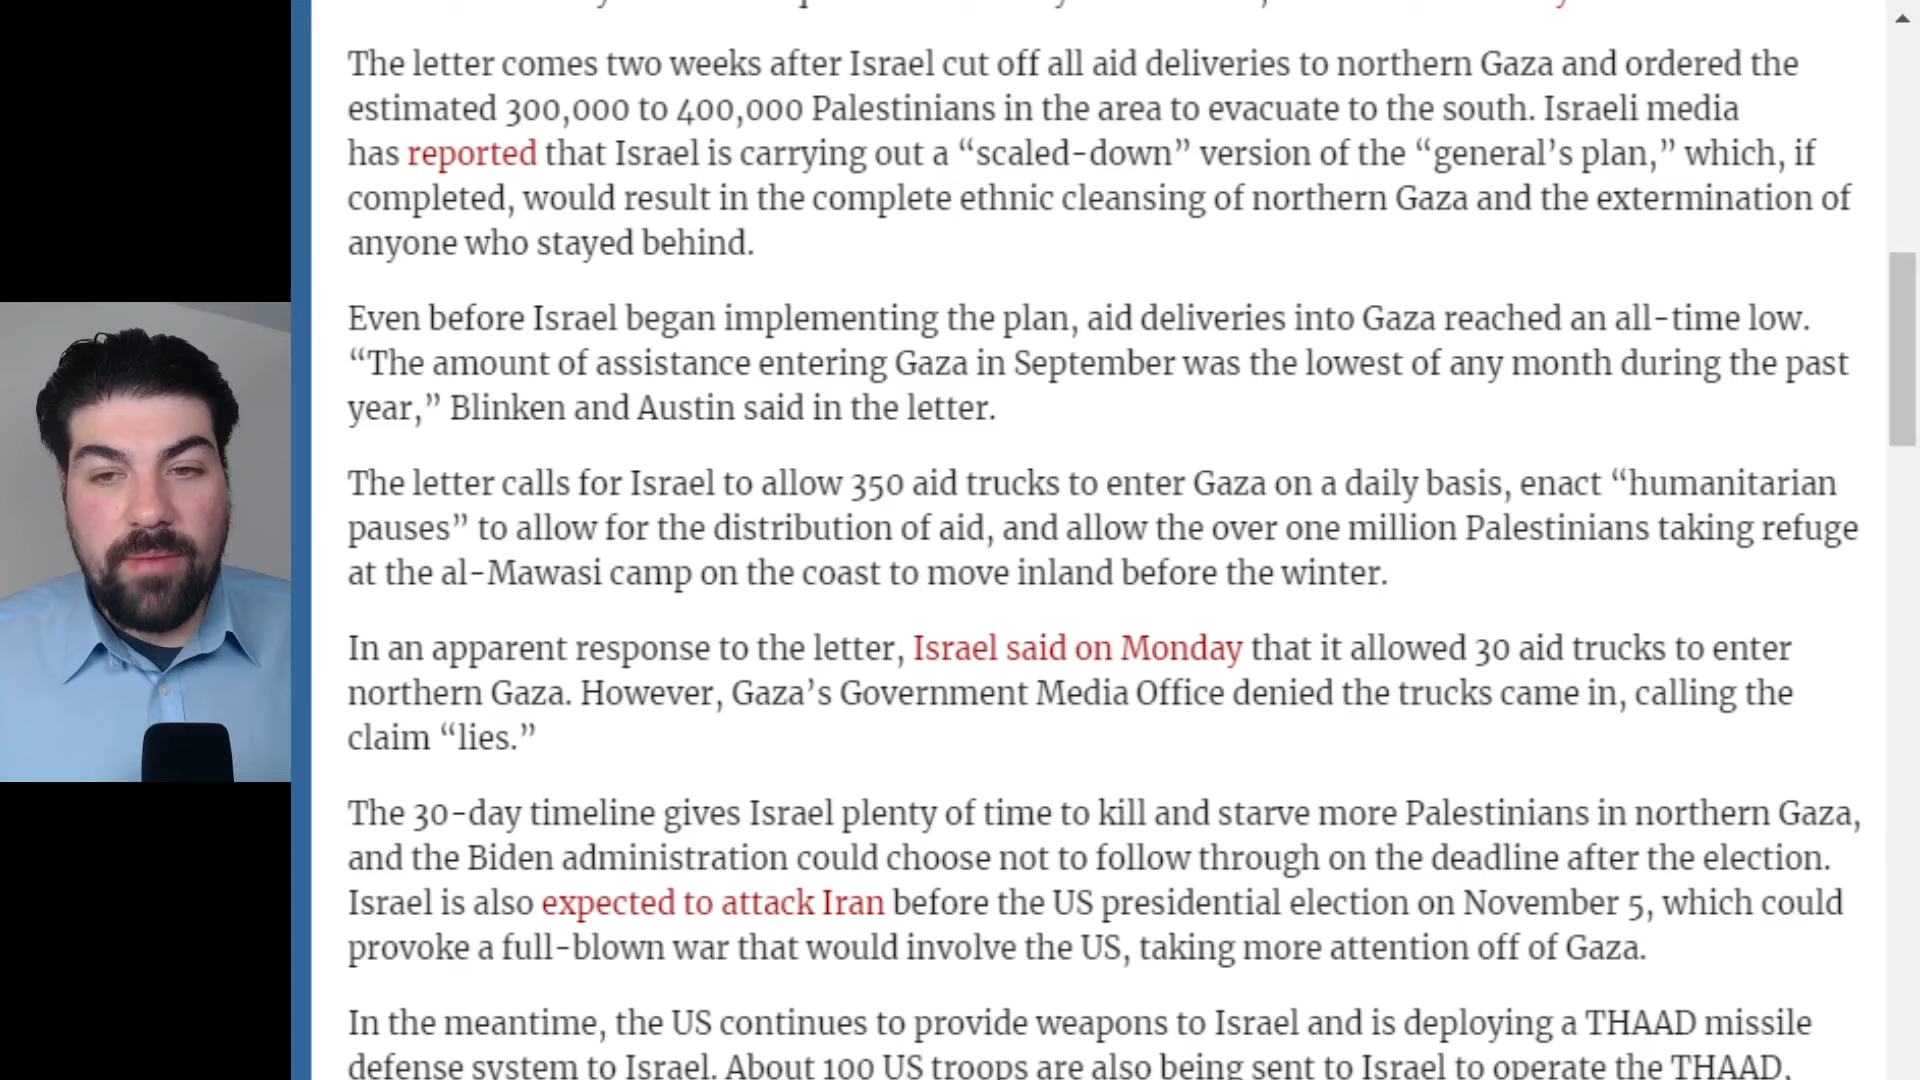 The letter comes two weeks after Israel cut off all aid deliveries to northern Gaza and ordered the
estimated 300,000 to 400,000 Palestinians in the area to evacuate to the south. Israeli media
has reported that Israel is carrying out a “scaled-down” version of the “general’s plan,” which, if
completed, would result in the complete ethnic cleansing of northern Gaza and the extermination of
anyone who stayed behind.
Even before Israel began implementing the plan, aid deliveries into Gaza reached an all-time low.
“The amount of assistance entering Gaza in September was the lowest of any month during the past
year,” Blinken and Austin said in the letter.
The letter calls for Israel to allow 350 aid trucks to enter Gaza on a daily basis, enact “humanitarian
pauses” to allow for the distribution of aid, and allow the over one million Palestinians taking refuge
at the al-Mawasi camp on the coast to move inland before the winter.
In an apparent response to the letter, Israel said on Monday that it allowed 30 aid trucks to enter
northern Gaza. However, Gaza’s Government Media Office denied the trucks came in, calling the
claim “lies.”
The 30-day timeline gives Israel plenty of time to kill and starve more Palestinians in northern Gaza,
and the Biden administration could choose not to follow through on the deadline after the election.
Israel is also expected to attack Iran before the US presidential election on November 5, which could
provoke a full-blown war that would involve the US, taking more attention off of Gaza.
In the meantime, the US continues to provide weapons to Israel and is deploying a THAAD missile
defense system to Israel. About 100 US troops are also being sent to Israel to operate the THAAD,